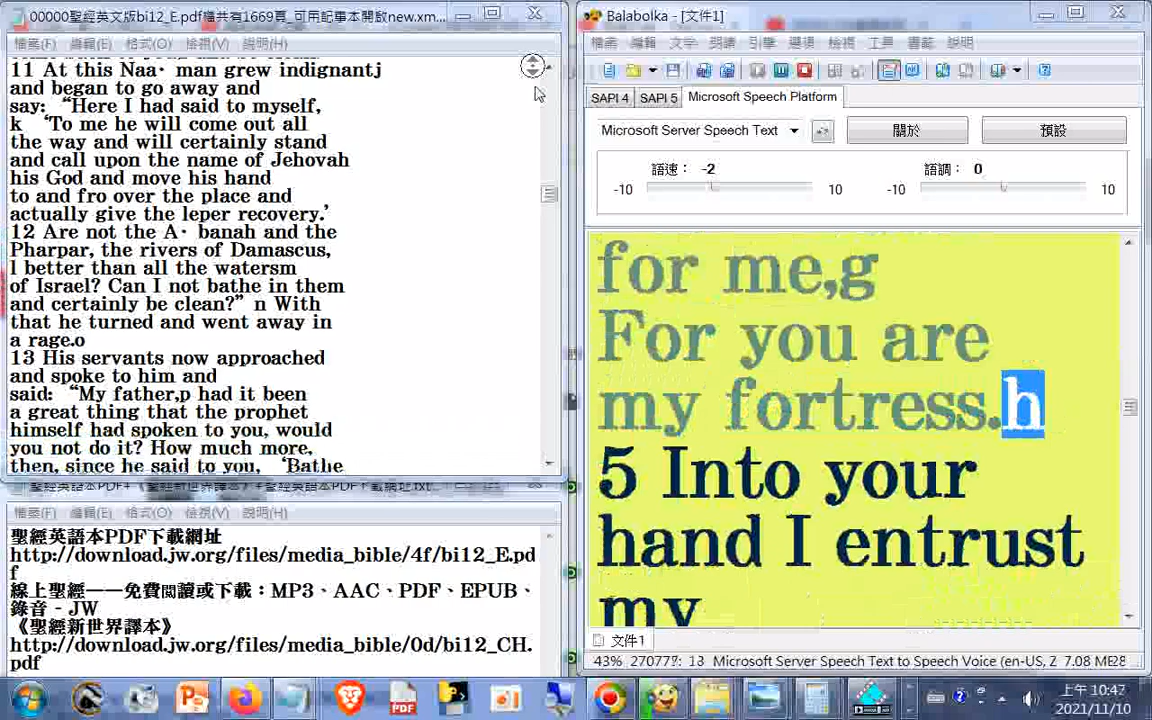 00000聖經英文版bi12_E.pdf檔共有1669頁_可用記事本開啟new.xm...
檔案(F) 編輯(E) 格式(O) 檢視(V) 說明(H)
11 At this Naa· man grew indignantj
and began to go away and
say: “Here I had said to myself,
k ‘To me he will come out all
the way and will certainly stand
and call upon the name of Jehovah
his God and move his hand
to and fro over the place and
actually give the leper recovery.’
12 Are not the A· banah and the
Pharpar, the rivers of Damascus,
l better than all the watersm
of Israel? Can I not bathe in them
and certainly be clean?” n With
that he turned and went away in
a rage.o
13 His servants now approached
and spoke to him and
said: “My father,p had it been
a great thing that the prophet
himself had spoken to you, would
you not do it? How much more,
then, since he said to you, ‘Bathe
檔案(F) 編輯(E) 格式(O) 檢視(V) 說明(H)
聖經英語本PDF下載網址
http://download.jw.org/files/media_bible/4f/bi12_E.pd
f
線上聖經——免費閱讀或下載：MP3、AAC、PDF、EPUB、
錄音 - JW
《聖經新世界譯本》
http://download.jw.org/files/media_bible/0d/bi12_CH.
pdf
Balabolka - [文件1]
檔案 編輯 文字 朗讀 引擎 選項 檢視 工具 書籤 說明
SAPI 4 SAPI 5 Microsoft Speech Platform
Microsoft Server Speech Text 關於 預設
語速： -2 語調： 0
-10 10 -10 10
for me,g
For you are
my fortress.h
5 Into your
hand I entrust
my
文件1
43% 270777: 13 Microsoft Server Speech Text to Speech Voice (en-US, Z 7.08 ME28
上午 10:47
2021/11/10